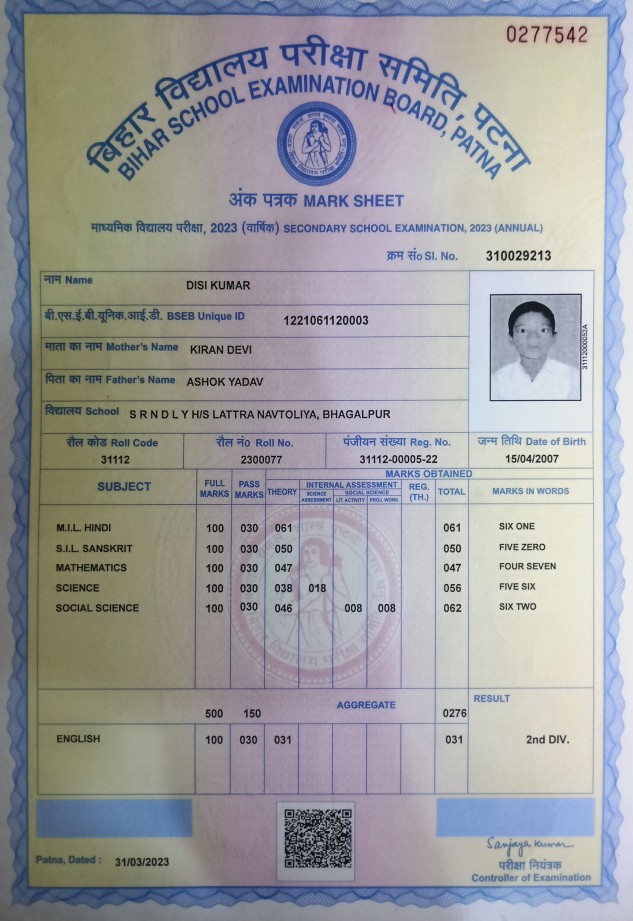 0277542
बिहार विद्यालय परीक्षा समिति, पटना
BIHAR SCHOOL EXAMINATION BOARD, PATNA
अंक पत्रक MARK SHEET
माध्यमिक विद्यालय परीक्षा, 2023 (वार्षिक) SECONDARY SCHOOL EXAMINATION, 2023 (ANNUAL)
क्रम सं० Sl. No. 310029213
नाम Name DISI KUMAR
बी.एस.ई.बी.यूनिक.आई.डी. BSEB Unique ID 1221061120003
माता का नाम Mother's Name KIRAN DEVI
पिता का नाम Father's Name ASHOK YADAV
विद्यालय School S R N D L Y H/S LATTRA NAVTOLIYA, BHAGALPUR
रौल कोड Roll Code रौल नं० Roll No. पंजीयन संख्या Reg. No. जन्म तिथि Date of Birth
31112 2300077 31112-00005-22 15/04/2007
SUBJECT FULL MARKS PASS MARKS MARKS OBTAINED
THEORY INTERNAL ASSESSMENT REG. (TH.) TOTAL MARKS IN WORDS
SCIENCE ASSESSMENT SOCIAL SCIENCE LIT. ACTIVITY PROJ. WORK
M.I.L. HINDI 100 030 061 061 SIX ONE
S.I.L. SANSKRIT 100 030 050 050 FIVE ZERO
MATHEMATICS 100 030 047 047 FOUR SEVEN
SCIENCE 100 030 038 018 056 FIVE SIX
SOCIAL SCIENCE 100 030 046 008 008 062 SIX TWO
500 150 AGGREGATE 0276 RESULT
ENGLISH 100 030 031 031 2nd DIV.
Patna, Dated : 31/03/2023
Sanjaya Kumar
परीक्षा नियंत्रक
Controller of Examination